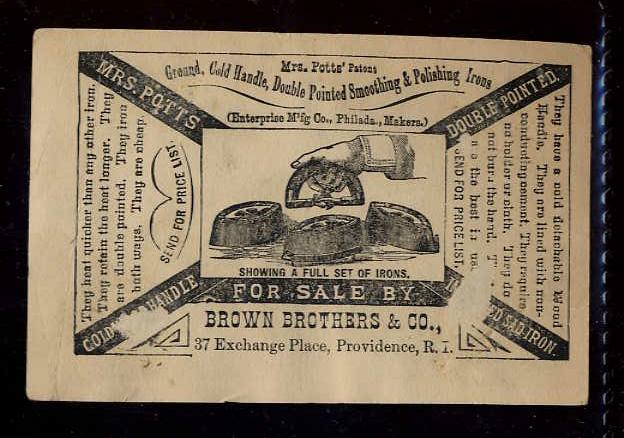 Mrs. Potts' Patent
Ground, Cold Handle, Double Pointed Smoothing & Polishing Irons
(Enterprise M'fg Co., Philada., Makers.)
MRS. POTTS
DOUBLE POINTED.
They heat quicker than any other iron.
They retain the heat longer. They
are double pointed. They iron
both ways. They are cheap.
SEND FOR PRICE LIST.
They have a cold detachable Wood
Handle. They are lined with non-
conducting cement. They require
no holder or cloth. They do
not burn the hand.
the best in us
SEND FOR PRICE LIST
SHOWING A FULL SET OF IRONS.
COLD HANDLE
SAD IRON.
FOR SALE BY
BROWN BROTHERS & CO.,
37 Exchange Place, Providence, R. I.